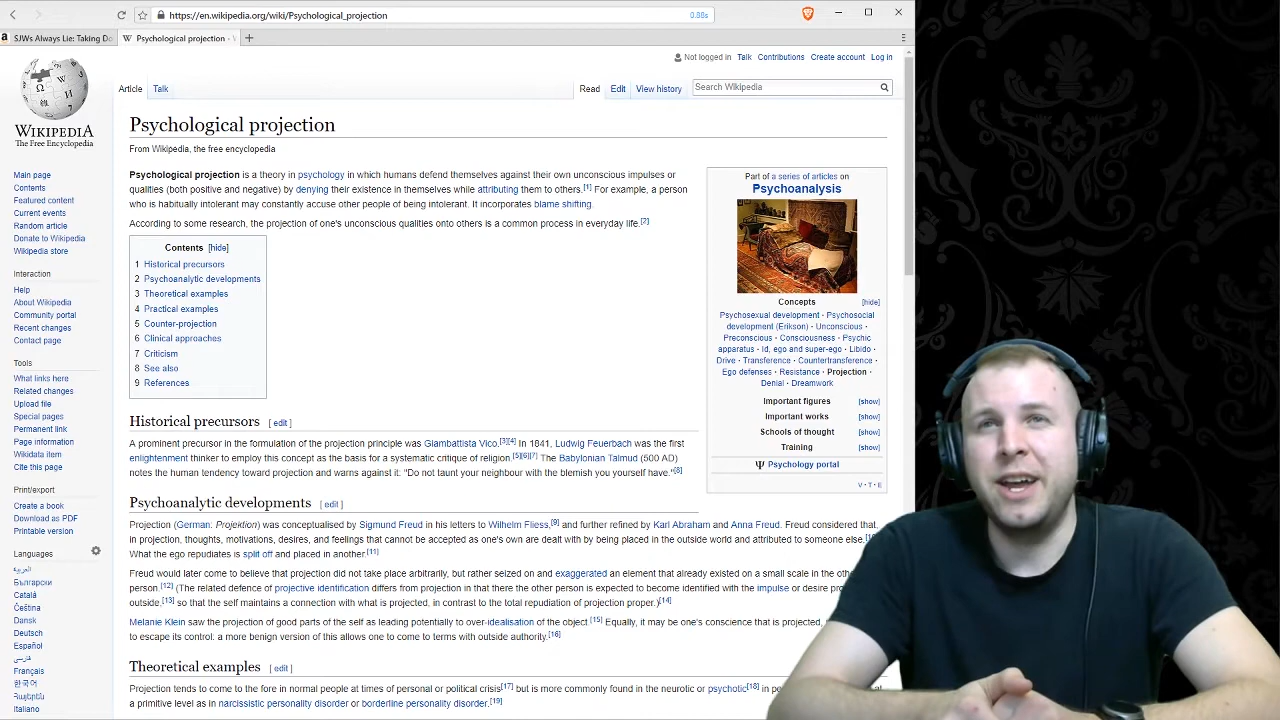 https://en.wikipedia.org/wiki/Psychological_projection
0.88s
SJWs Always Lie: Taking Do
Psychological projection -
Not logged in Talk Contributions Create account Log in
Article Talk
Read Edit View history
Search Wikipedia
WIKIPEDIA
The Free Encyclopedia
Main page
Contents
Featured content
Current events
Random article
Donate to Wikipedia
Wikipedia store
Interaction
Help
About Wikipedia
Community portal
Recent changes
Contact page
Tools
What links here
Related changes
Upload file
Special pages
Permanent link
Page information
Wikidata item
Cite this page
Print/export
Create a book
Download as PDF
Printable version
Languages
العربية
Български
Català
Čeština
Dansk
Deutsch
Español
فارسی
Français
한국어
Հայերեն
Italiano
Psychological projection
From Wikipedia, the free encyclopedia
Psychological projection is a theory in psychology in which humans defend themselves against their own unconscious impulses or
qualities (both positive and negative) by denying their existence in themselves while attributing them to others.[1] For example, a person
who is habitually intolerant may constantly accuse other people of being intolerant. It incorporates blame shifting.
According to some research, the projection of one's unconscious qualities onto others is a common process in everyday life.[2]
Contents [hide]
1 Historical precursors
2 Psychoanalytic developments
3 Theoretical examples
4 Practical examples
5 Counter-projection
6 Clinical approaches
7 Criticism
8 See also
9 References
Part of a series of articles on
Psychoanalysis
Concepts [hide]
Psychosexual development · Psychosocial
development (Erikson) · Unconscious ·
Preconscious · Consciousness · Psychic
apparatus · Id, ego and super-ego · Libido ·
Drive · Transference · Countertransference ·
Ego defenses · Resistance · Projection ·
Denial · Dreamwork
Important figures [show]
Important works [show]
Schools of thought [show]
Training [show]
Ψ Psychology portal
V · T · E
Historical precursors [ edit ]
A prominent precursor in the formulation of the projection principle was Giambattista Vico.[3][4] In 1841, Ludwig Feuerbach was the first
enlightenment thinker to employ this concept as the basis for a systematic critique of religion.[5][6][7] The Babylonian Talmud (500 AD)
notes the human tendency toward projection and warns against it: "Do not taunt your neighbour with the blemish you yourself have."[8]
Psychoanalytic developments [ edit ]
Projection (German: Projektion) was conceptualised by Sigmund Freud in his letters to Wilhelm Fliess,[9] and further refined by Karl Abraham and Anna Freud. Freud considered that,
in projection, thoughts, motivations, desires, and feelings that cannot be accepted as one's own are dealt with by being placed in the outside world and attributed to someone else.
What the ego repudiates is split off and placed in another.[11]
Freud would later come to believe that projection did not take place arbitrarily, but rather seized on and exaggerated an element that already existed on a small scale in the
person.[12] (The related defence of projective identification differs from projection in that there the other person is expected to become identified with the impulse or desire
outside,[13] so that the self maintains a connection with what is projected, in contrast to the total repudiation of projection proper.)[14]
Melanie Klein saw the projection of good parts of the self as leading potentially to over-idealisation of the object.[15] Equally, it may be one's conscience that is projected,
to escape its control: a more benign version of this allows one to come to terms with outside authority.[16]
Theoretical examples [ edit ]
Projection tends to come to the fore in normal people at times of personal or political crisis[17] but is more commonly found in the neurotic or psychotic[18] in
a primitive level as in narcissistic personality disorder or borderline personality disorder.[19]